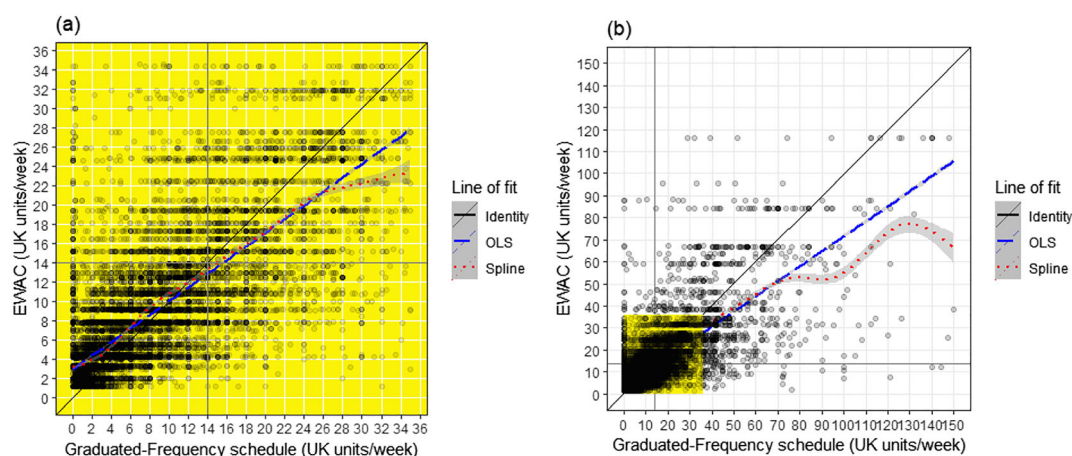 (a)
EWAC (UK units/week)
36
34
32
30
28
26
24
22
20
18
16
14
12
10
8
6
4
2
0
0 2 4 6 8 10 12 14 16 18 20 22 24 26 28 30 32 34 36
Graduated-Frequency schedule (UK units/week)
Line of fit
Identity
OLS
Spline
(b)
EWAC (UK units/week)
150
140
130
120
110
100
90
80
70
60
50
40
30
20
10
0
0 10 20 30 40 50 60 70 80 90 100 110 120 130 140 150
Graduated-Frequency schedule (UK units/week)
Line of fit
Identity
OLS
Spline